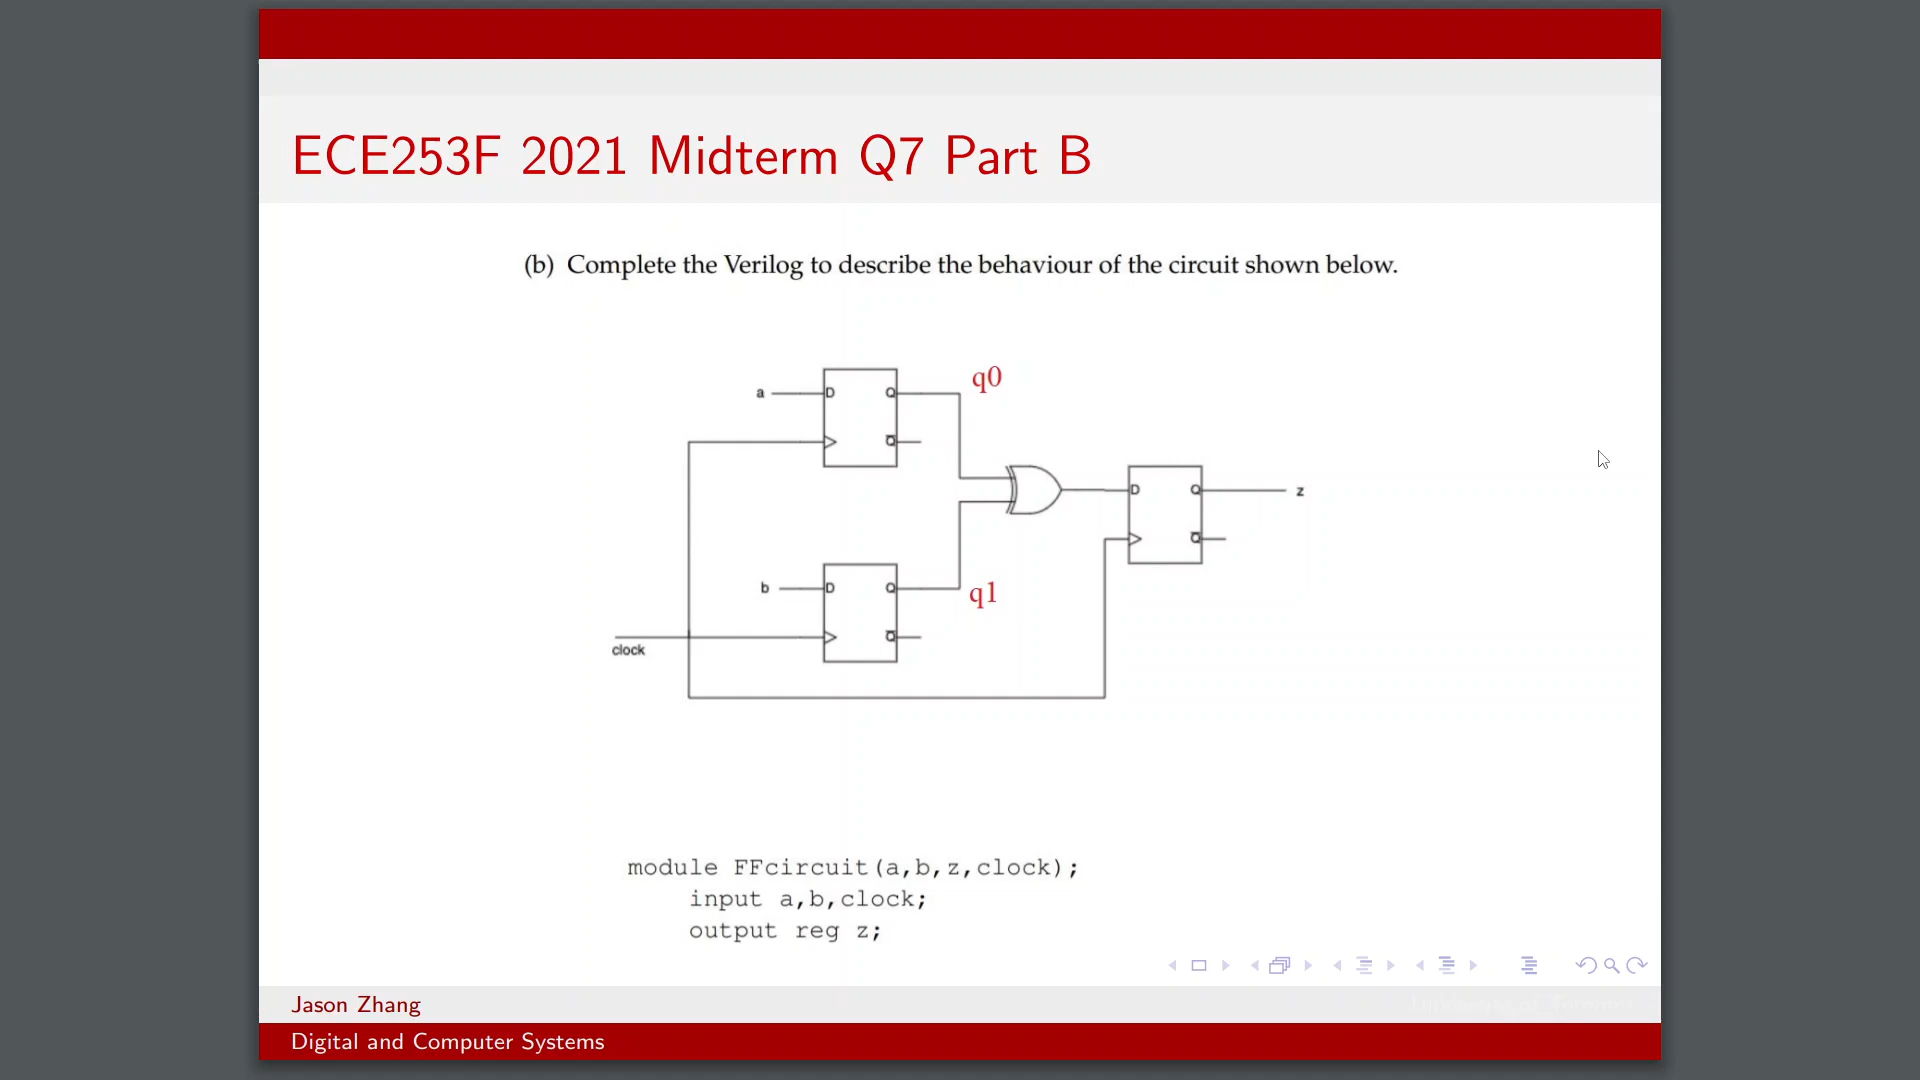 ECE253F 2021 Midterm Q7 Part B
(b) Complete the Verilog to describe the behaviour of the circuit shown below.
a D Q q0
Q
D Q z
Q
b D Q q1
Q
clock
module FFcircuit(a,b,z,clock);
input a,b,clock;
output reg z;
Jason Zhang
Digital and Computer Systems